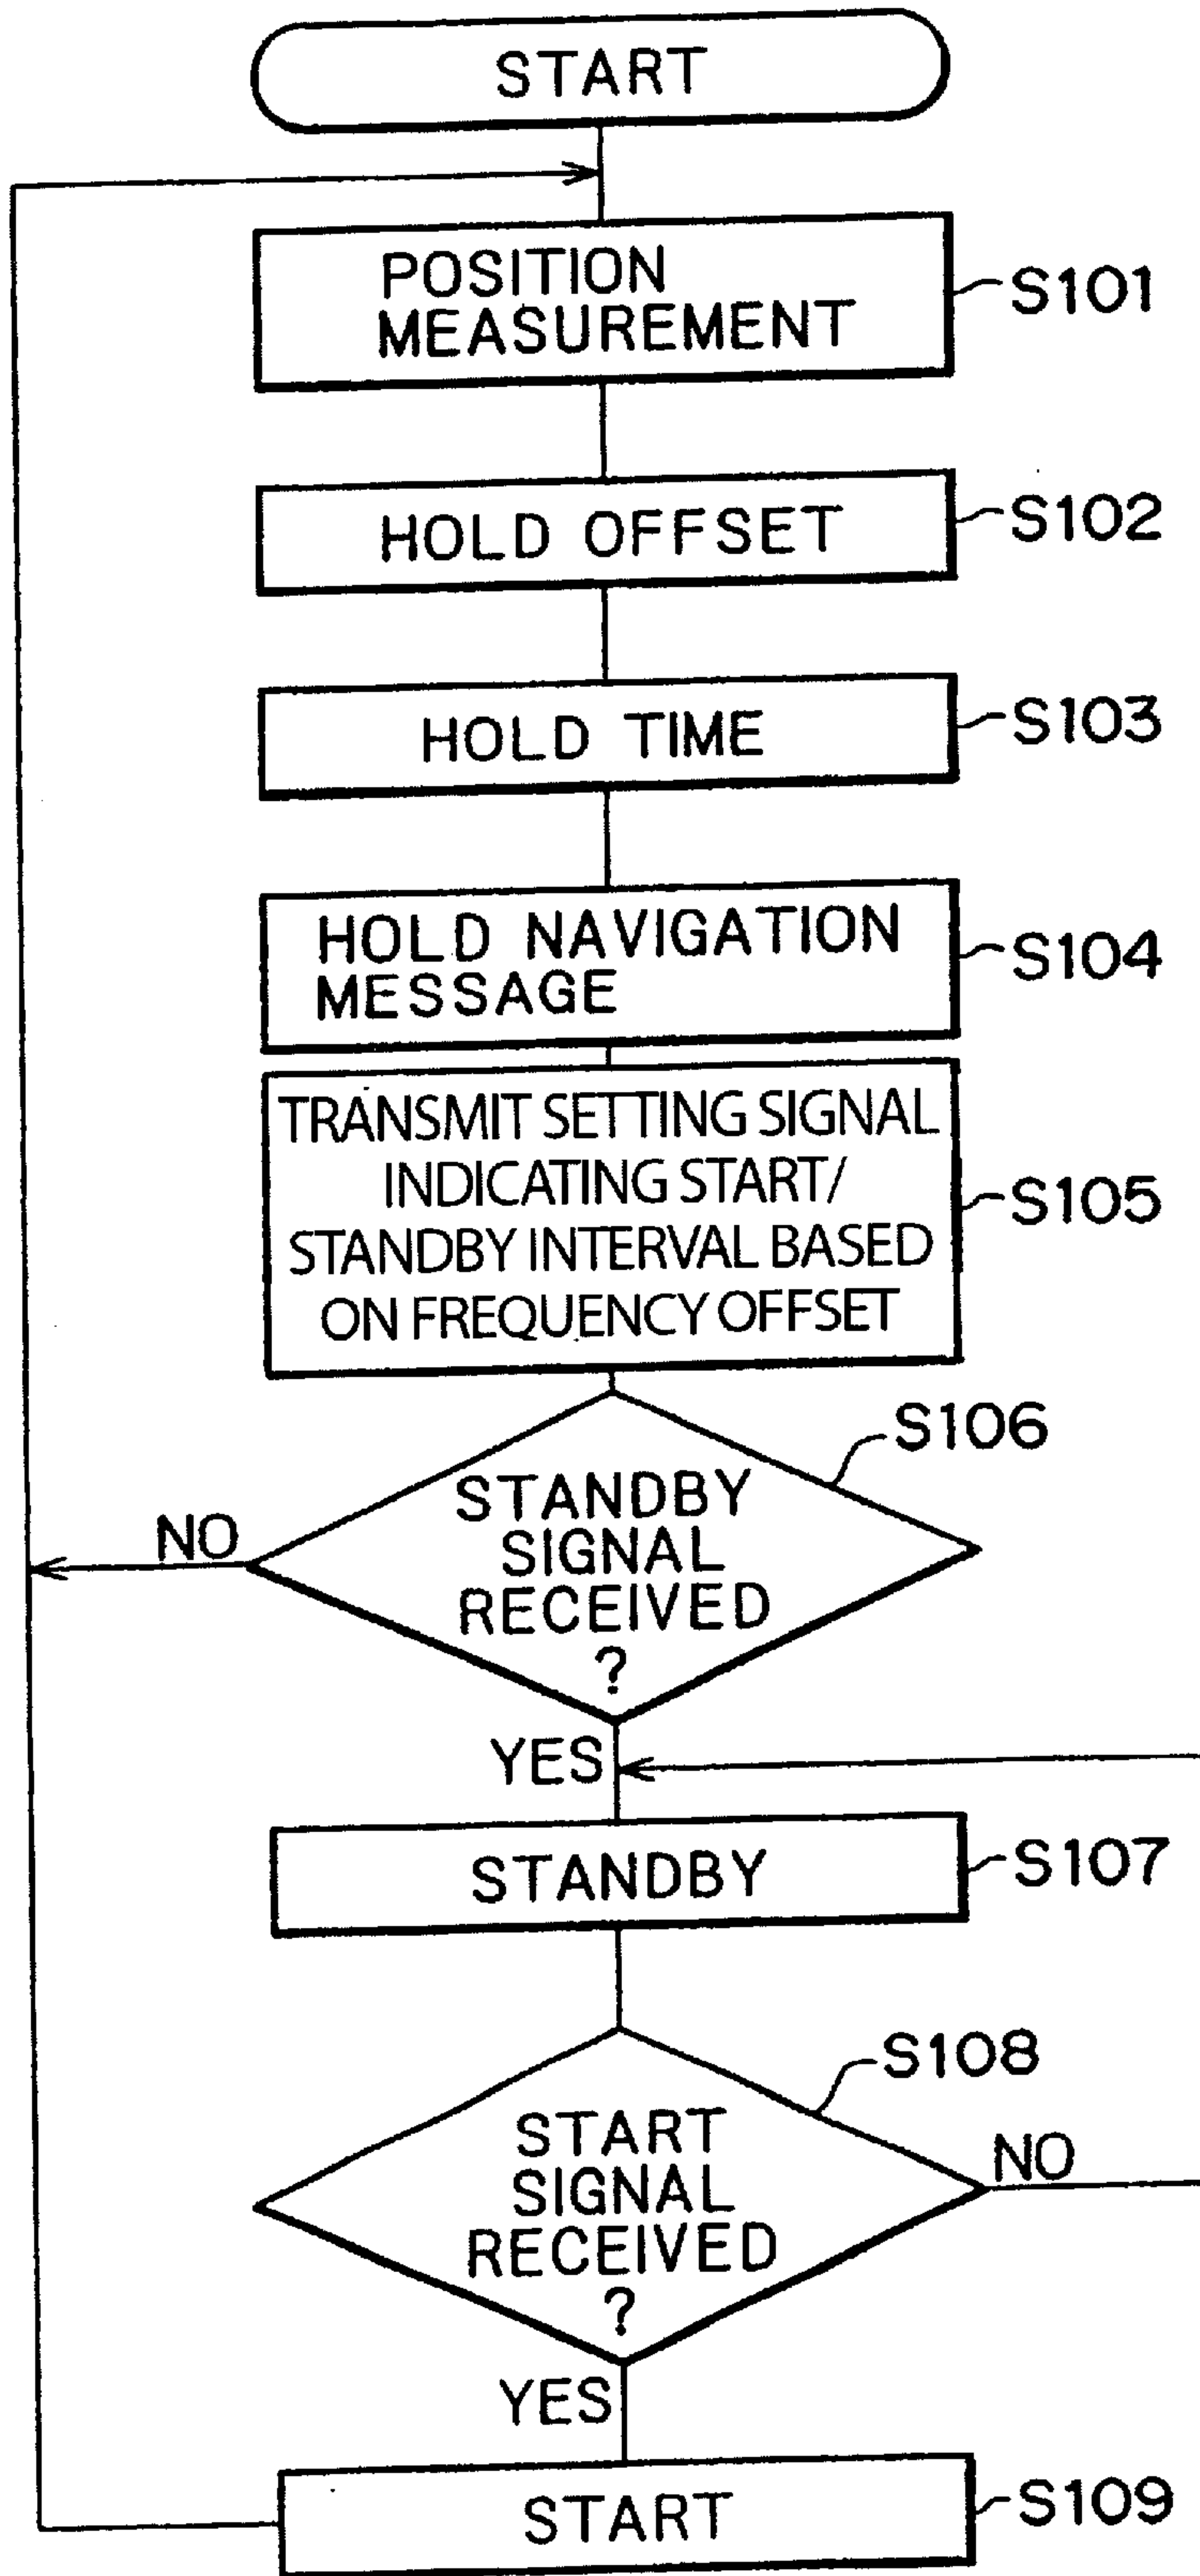 START
POSITION
MEASUREMENT
S101
HOLD OFFSET
S102
HOLD TIME
S103
HOLD NAVIGATION
MESSAGE
S104
TRANSMIT SETTING SIGNAL
INDICATING START/
STANDBY INTERVAL BASED
ON FREQUENCY OFFSET
S105
S106
STANDBY
SIGNAL
RECEIVED
?
NO
YES
STANDBY
S107
S108
START
SIGNAL
RECEIVED
?
NO
YES
START
S109